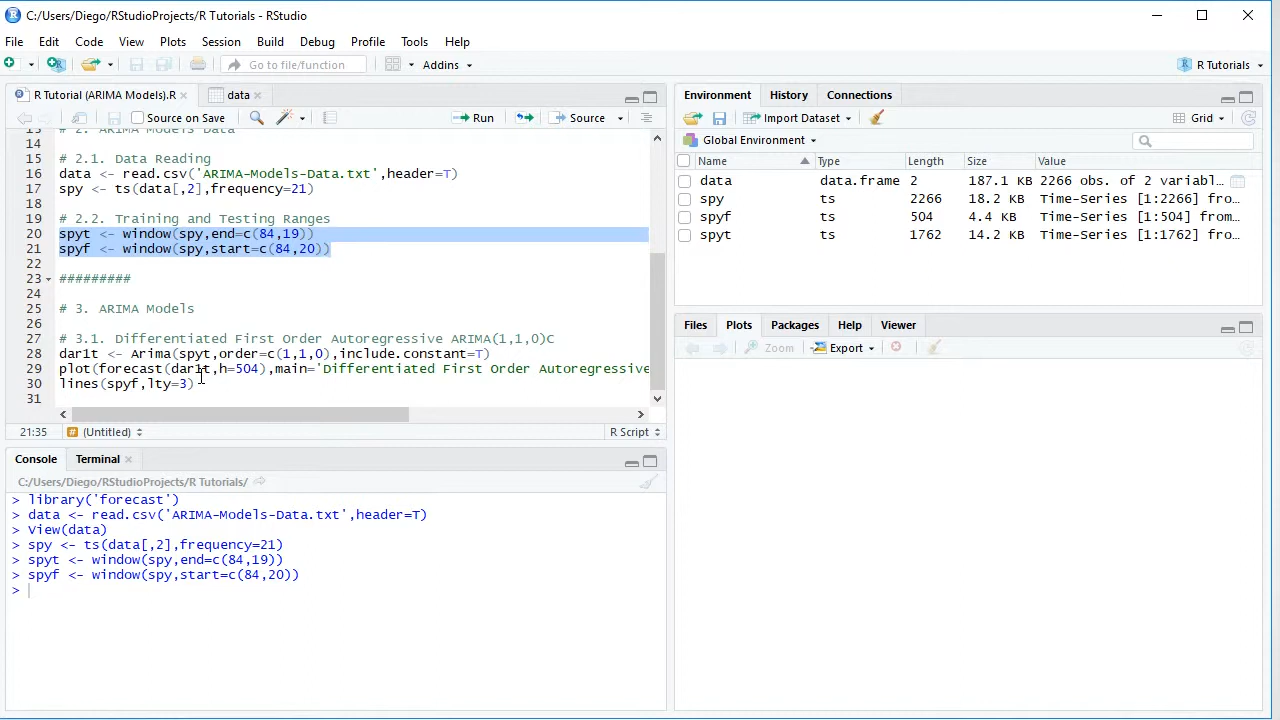 C:/Users/Diego/RStudioProjects/R Tutorials - RStudio
File Edit Code View Plots Session Build Debug Profile Tools Help
Go to file/function Addins R Tutorials
R Tutorial (ARIMA Models).R data
Source on Save Run Source
13 # 2. ARIMA Models Data
14
15 # 2.1. Data Reading
16 data <- read.csv('ARIMA-Models-Data.txt',header=T)
17 spy <- ts(data[,2],frequency=21)
18
19 # 2.2. Training and Testing Ranges
20 spyt <- window(spy,end=c(84,19))
21 spyf <- window(spy,start=c(84,20))
22
23 #########
24
25 # 3. ARIMA Models
26
27 # 3.1. Differentiated First Order Autoregressive ARIMA(1,1,0)C
28 dar1t <- Arima(spyt,order=c(1,1,0),include.constant=T)
29 plot(forecast(dar1t,h=504),main='Differentiated First Order Autoregressive
30 lines(spyf,lty=3)
31
21:35 # (Untitled) R Script
Console Terminal
C:/Users/Diego/RStudioProjects/R Tutorials/
> library('forecast')
> data <- read.csv('ARIMA-Models-Data.txt',header=T)
> View(data)
> spy <- ts(data[,2],frequency=21)
> spyt <- window(spy,end=c(84,19))
> spyf <- window(spy,start=c(84,20))
>
Environment History Connections
Import Dataset Grid
Global Environment
Name Type Length Size Value
data data.frame 2 187.1 KB 2266 obs. of 2 variabl…
spy ts 2266 18.2 KB Time-Series [1:2266] fro…
spyf ts 504 4.4 KB Time-Series [1:504] from…
spyt ts 1762 14.2 KB Time-Series [1:1762] fro…
Files Plots Packages Help Viewer
Zoom Export